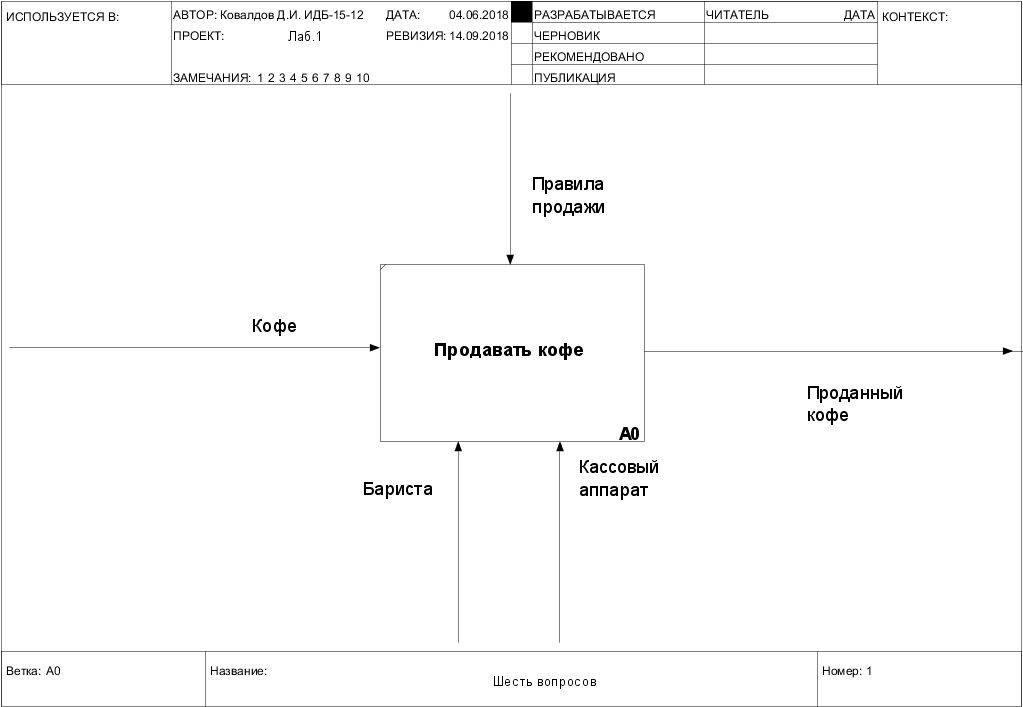 ИСПОЛЬЗУЕТСЯ В:
АВТОР: Ковалдов Д.И. ИДБ-15-12 ДАТА: 04.06.2018
ПРОЕКТ: Лаб.1 РЕВИЗИЯ: 14.09.2018
ЗАМЕЧАНИЯ: 1 2 3 4 5 6 7 8 9 10
РАЗРАБАТЫВАЕТСЯ
ЧЕРНОВИК
РЕКОМЕНДОВАНО
ПУБЛИКАЦИЯ
ЧИТАТЕЛЬ ДАТА
КОНТЕКСТ:
Правила
продажи
Кофе
Продавать кофе
A0
Проданный
кофе
Бариста
Кассовый
аппарат
Ветка: A0
Название:
Шесть вопросов
Номер: 1